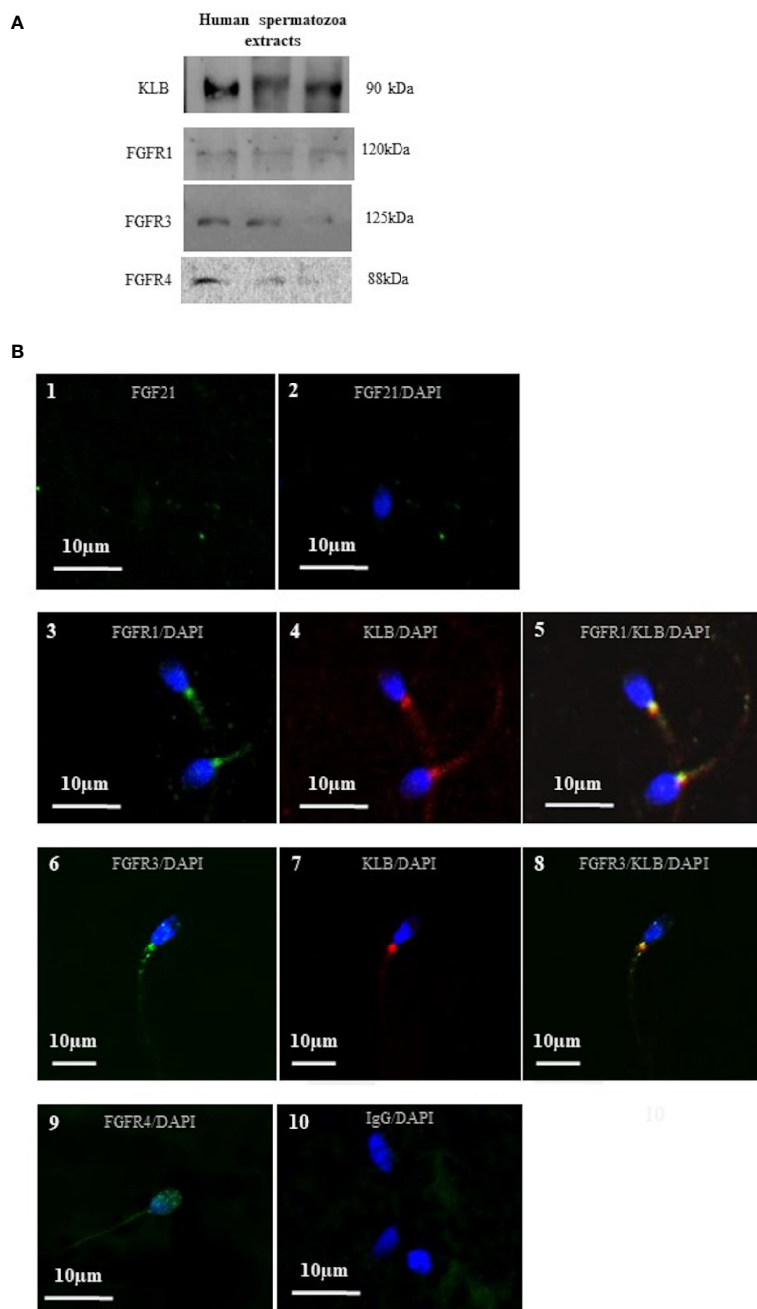 A
Human spermatozoa
extracts
KLB 90 kDa
FGFR1 120kDa
FGFR3 125kDa
FGFR4 88kDa
B
1 FGF21
10µm
2 FGF21/DAPI
10µm
3 FGFR1/DAPI
10µm
4 KLB/DAPI
10µm
5 FGFR1/KLB/DAPI
10µm
6 FGFR3/DAPI
10µm
7 KLB/DAPI
10µm
8 FGFR3/KLB/DAPI
10µm
9 FGFR4/DAPI
10µm
10 IgG/DAPI
10µm
10